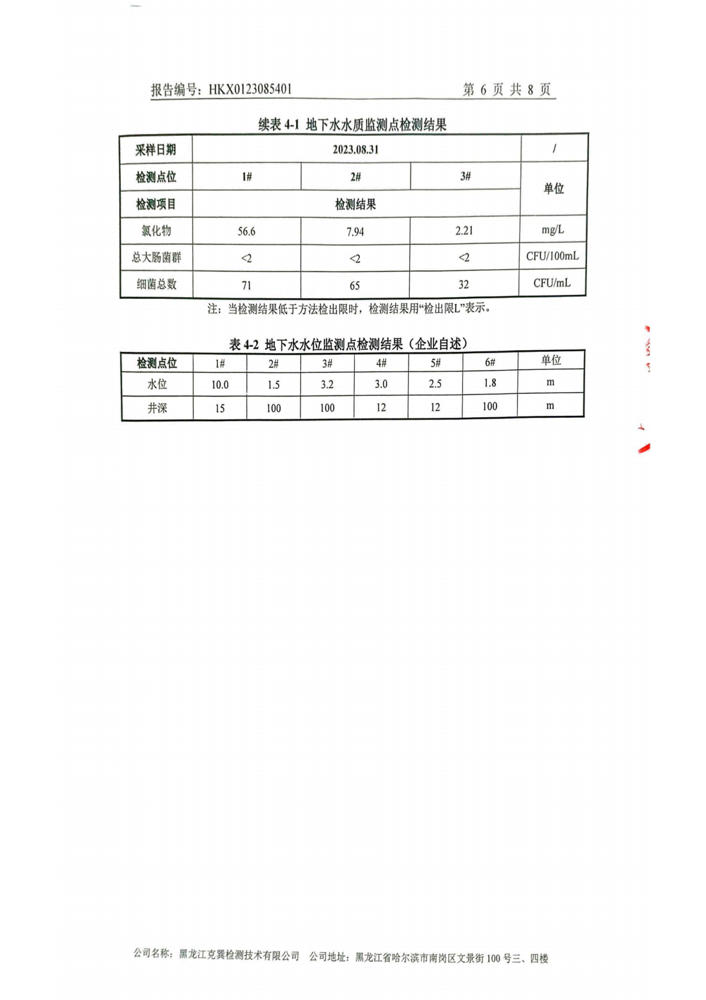 报告编号：HKX0123085401 第 6 页 共 8 页
续表 4-1 地下水水质监测点检测结果
采样日期 2023.08.31 /
检测点位 1# 2# 3# 单位
检测项目 检测结果
氯化物 56.6 7.94 2.21 mg/L
总大肠菌群 <2 <2 <2 CFU/100mL
细菌总数 71 65 32 CFU/mL
注：当检测结果低于方法检出限时，检测结果用“检出限L”表示。
表 4-2 地下水水位监测点检测结果（企业自述）
检测点位 1# 2# 3# 4# 5# 6# 单位
水位 10.0 1.5 3.2 3.0 2.5 1.8 m
井深 15 100 100 12 12 100 m
公司名称：黑龙江克巽检测技术有限公司 公司地址：黑龙江省哈尔滨市南岗区文景街 100 号三、四楼